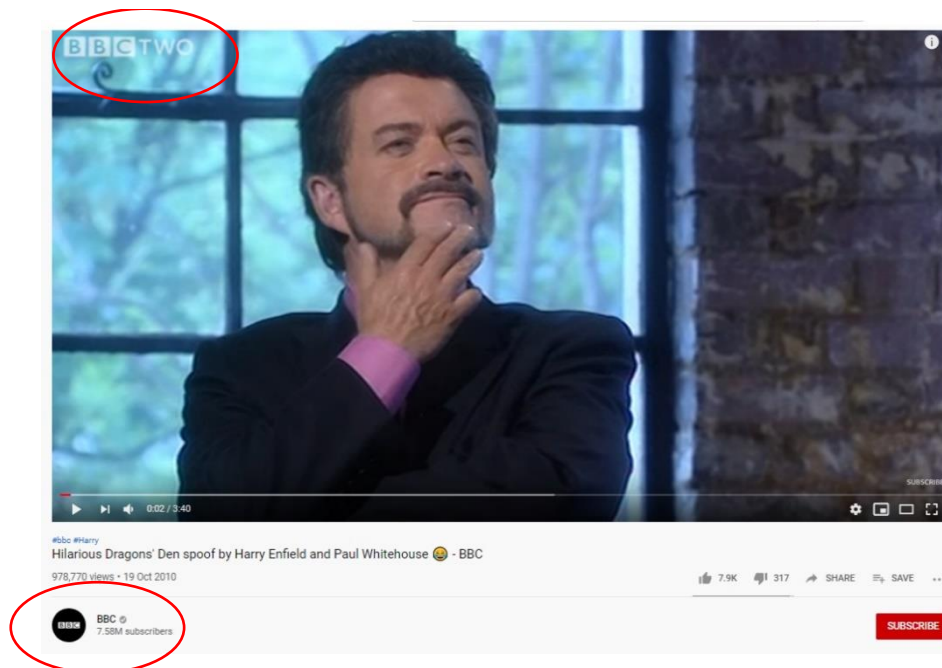 BBC TWO
SUBSCRIBE
0:02 / 3:40
#bbc #Harry
Hilarious Dragons' Den spoof by Harry Enfield and Paul Whitehouse 😂 - BBC
978,770 views • 19 Oct 2010
7.9K 317 SHARE SAVE
BBC
BBC
7.58M subscribers
SUBSCRIBE